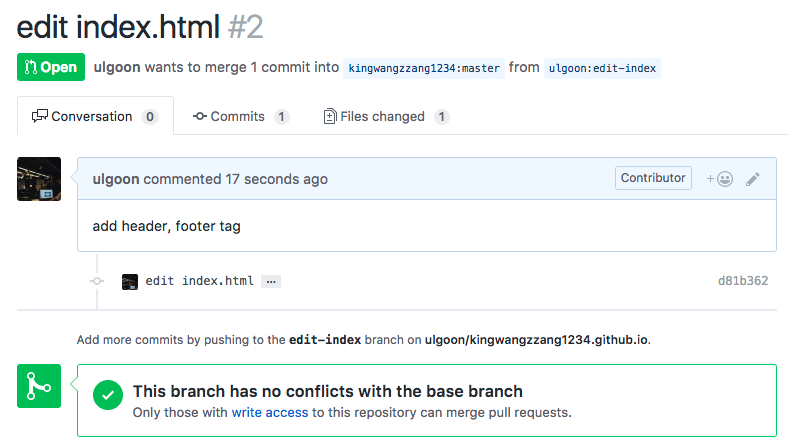 edit index.html #2
Open ulgoon wants to merge 1 commit into kingwangzzang1234:master from ulgoon:edit-index
Conversation 0 Commits 1 Files changed 1
ulgoon commented 17 seconds ago Contributor
add header, footer tag
edit index.html … d81b362
Add more commits by pushing to the edit-index branch on ulgoon/kingwangzzang1234.github.io.
This branch has no conflicts with the base branch
Only those with write access to this repository can merge pull requests.